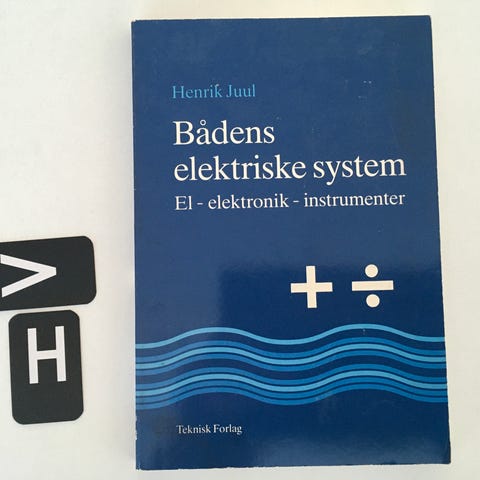 Henrik Juul
Bådens
elektriske system
El - elektronik - instrumenter
+ ÷
Teknisk Forlag
V
H